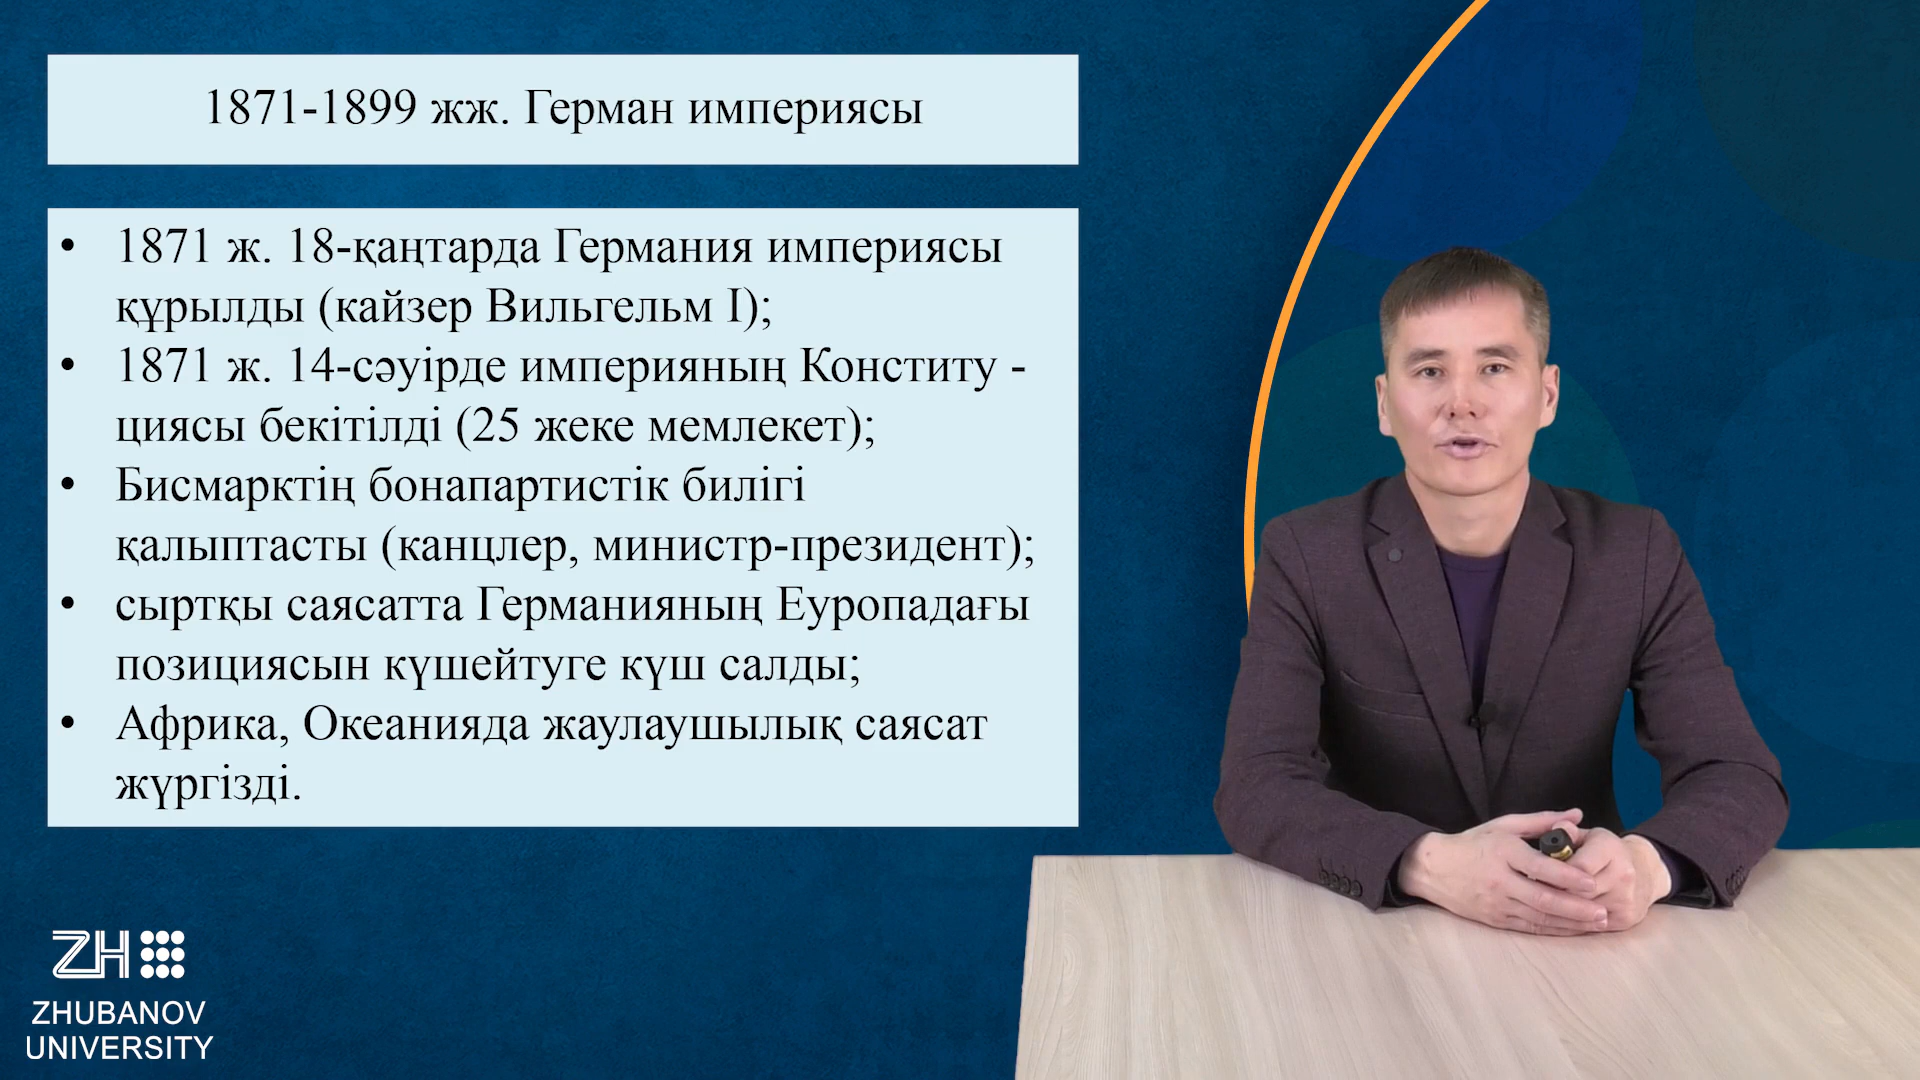 1871-1899 жж. Герман империясы
• 1871 ж. 18-қаңтарда Германия империясы
құрылды (кайзер Вильгельм I);
• 1871 ж. 14-сәуірде империяның Конститу -
циясы бекітілді (25 жеке мемлекет);
• Бисмарктің бонапартистік билігі
қалыптасты (канцлер, министр-президент);
• сыртқы саясатта Германияның Еуропадағы
позициясын күшейтуге күш салды;
• Африка, Океанияда жаулаушылық саясат
жүргізді.
ZH
ZHUBANOV
UNIVERSITY